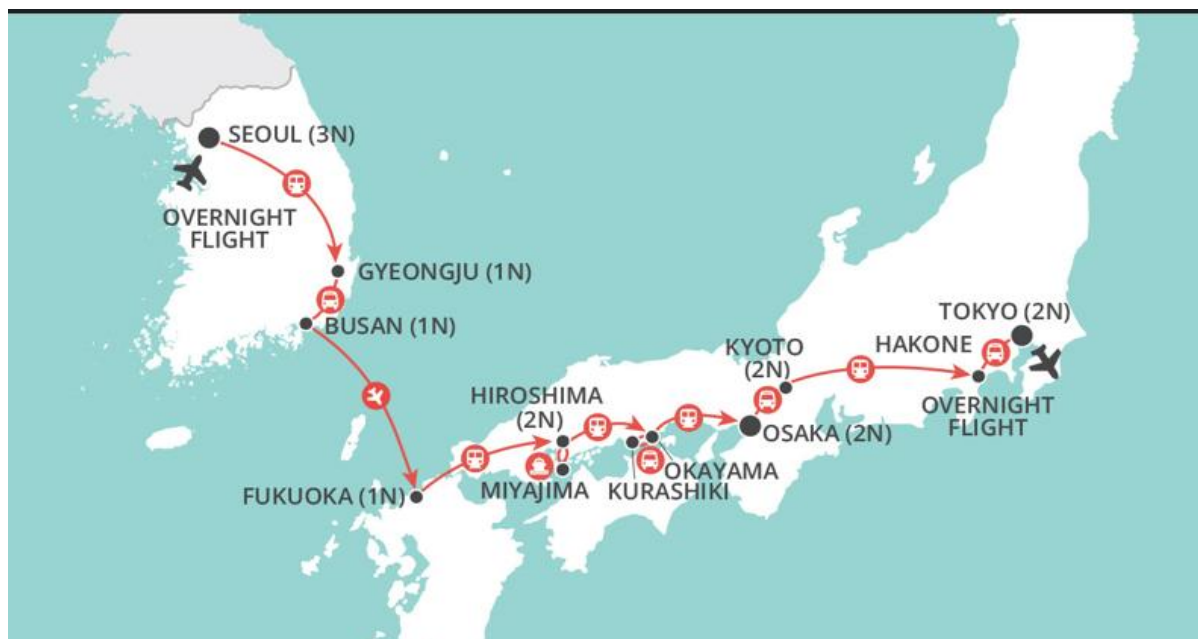 SEOUL (3N)
OVERNIGHT
FLIGHT
GYEONGJU (1N)
BUSAN (1N)
FUKUOKA (1N)
HIROSHIMA
(2N)
MIYAJIMA
OKAYAMA
KURASHIKI
OSAKA (2N)
KYOTO
(2N)
HAKONE
TOKYO (2N)
OVERNIGHT
FLIGHT